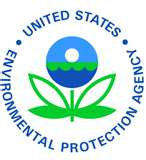 UNITED STATES
ENVIRONMENTAL PROTECTION AGENCY